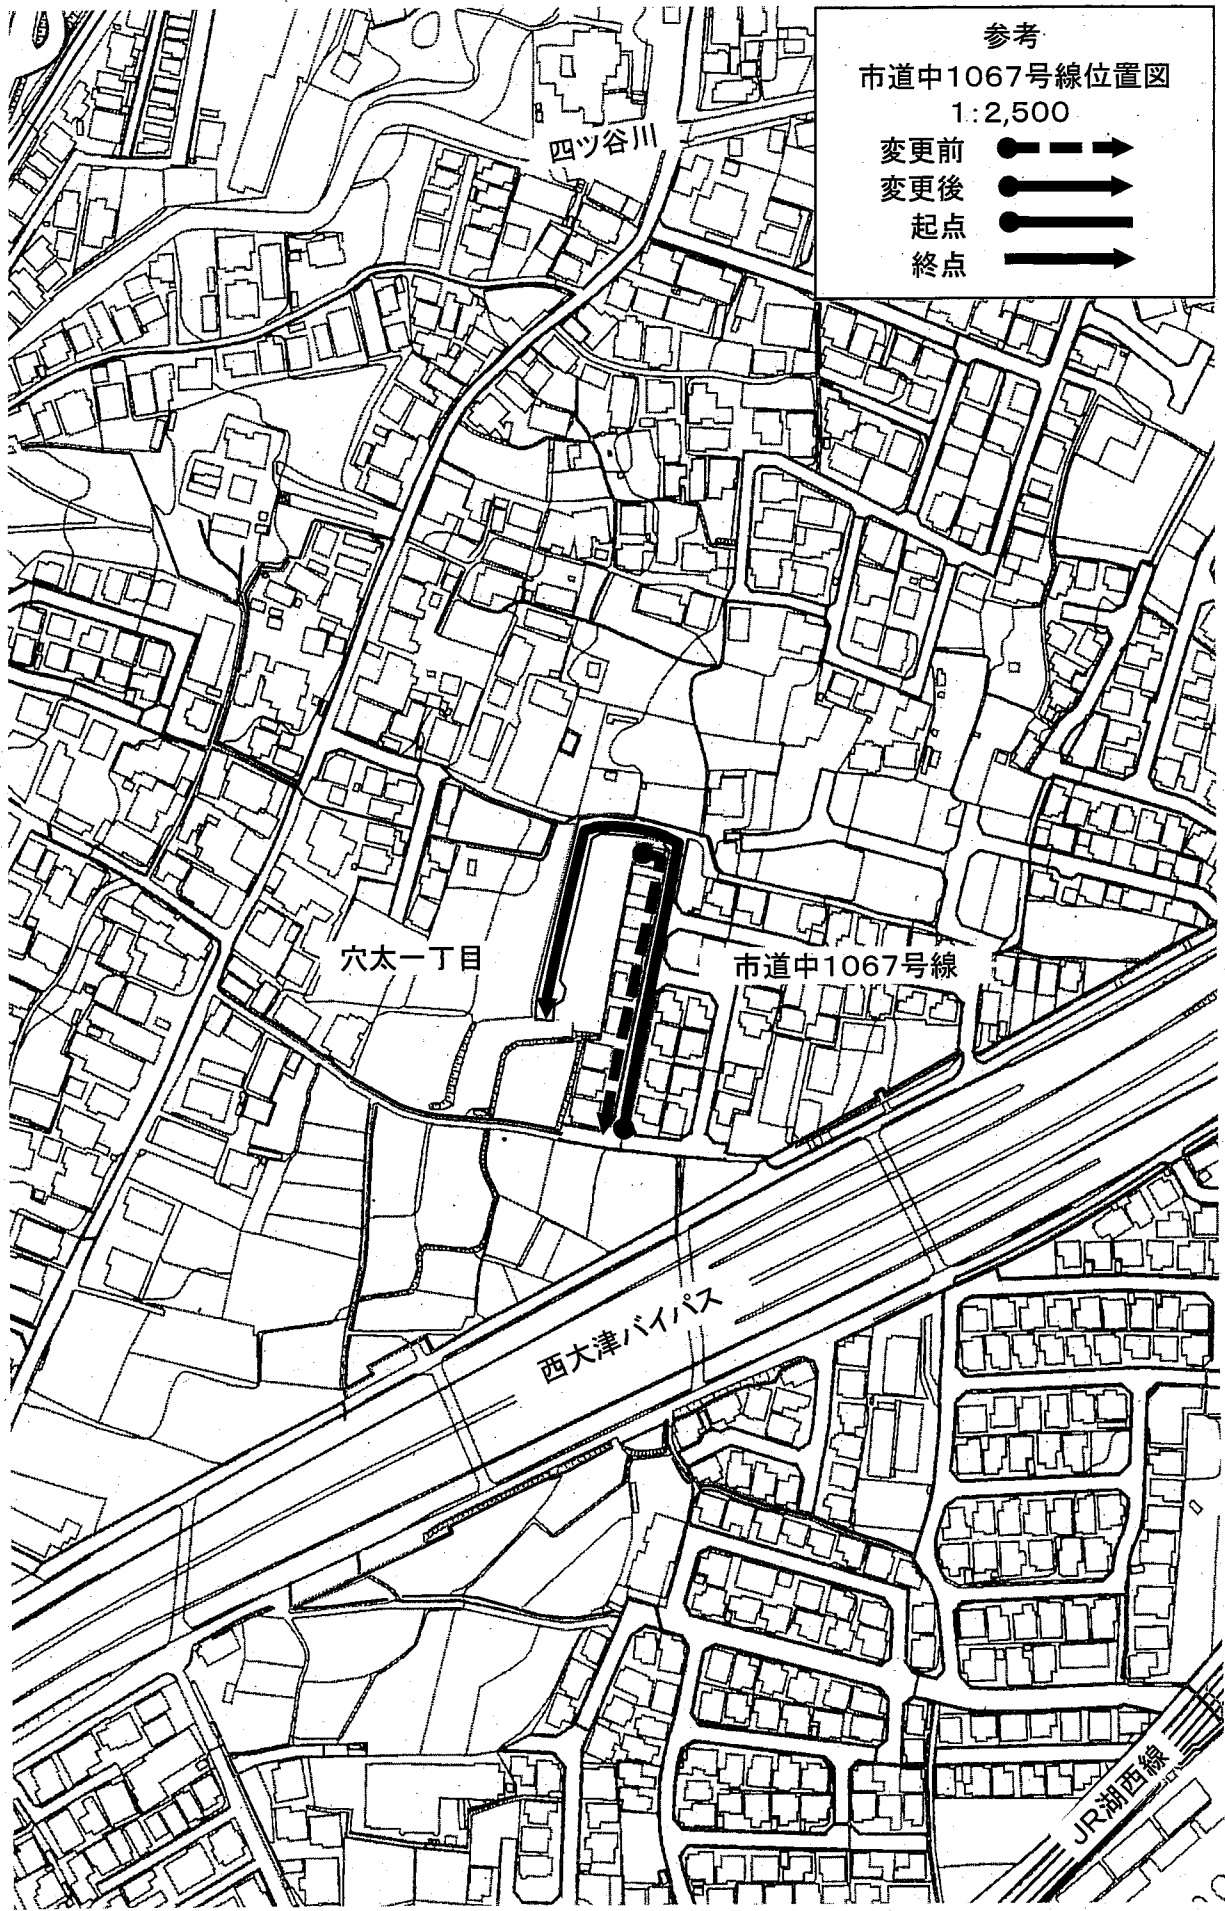 参考
市道中1067号線位置図
1:2,500
変更前
変更後
起点
終点
四ツ谷川
穴太一丁目
市道中1067号線
西大津バイパス
JR湖西線